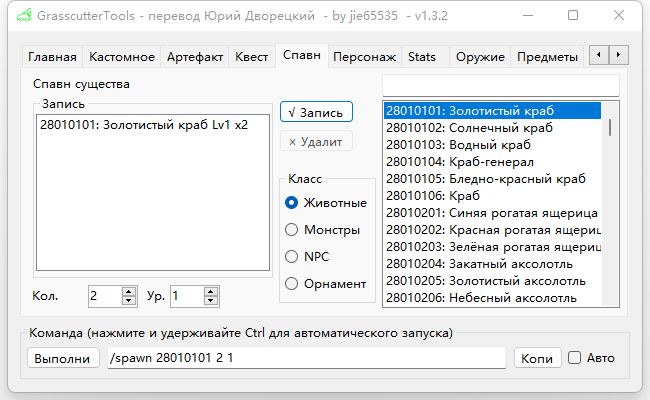 GrasscutterTools - перевод Юрий Дворецкий - by jie65535 - v1.3.2
Главная Кастомное Артефакт Квест Спавн Персонаж Stats Оружие Предметы
Спавн существа
Запись
28010101: Золотистый краб Lv1 x2
√ Запись
× Удалит
Класс
Животные
Монстры
NPC
Орнамент
28010101: Золотистый краб
28010102: Солнечный краб
28010103: Водный краб
28010104: Краб-генерал
28010105: Бледно-красный краб
28010106: Краб
28010201: Синяя рогатая ящерица
28010202: Красная рогатая ящерица
28010203: Зелёная рогатая ящериц
28010204: Закатный аксолотль
28010205: Золотистый аксолотль
28010206: Небесный аксолотль
Кол. 2 Ур. 1
Команда (нажмите и удерживайте Ctrl для автоматического запуска)
Выполни /spawn 28010101 2 1 Копи Авто